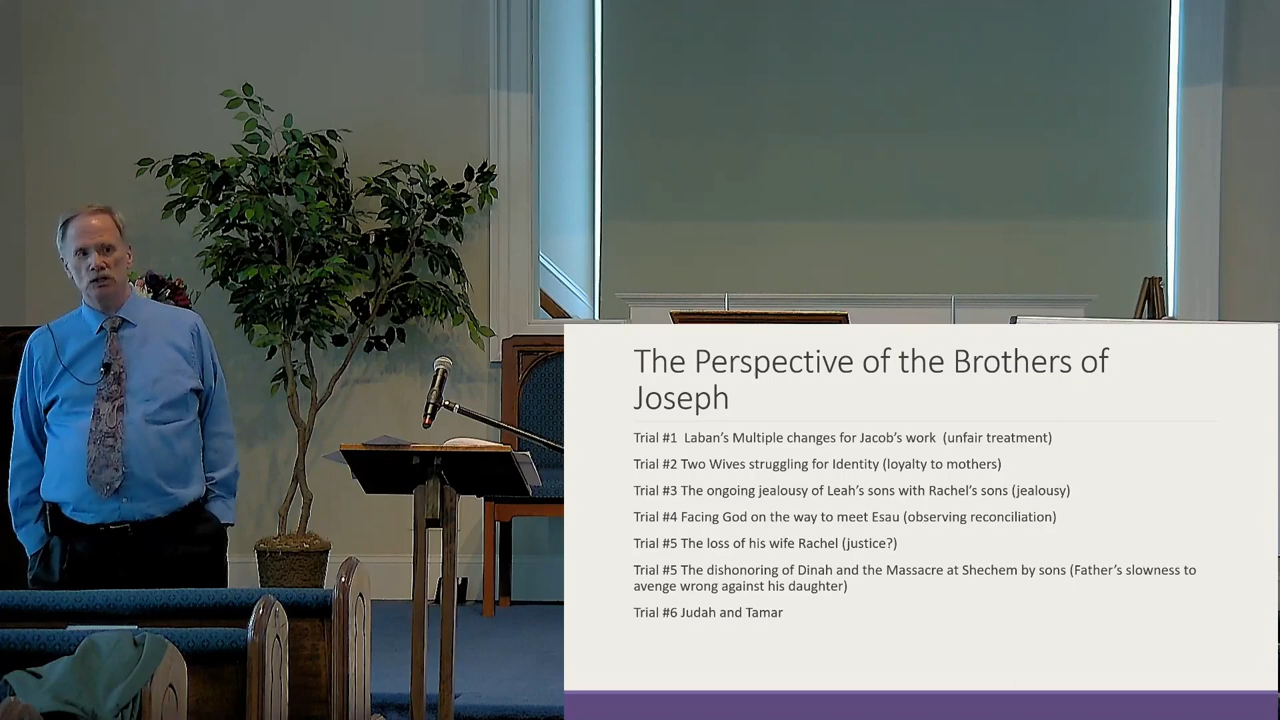 The Perspective of the Brothers of
Joseph
Trial #1  Laban's Multiple changes for Jacob's work  (unfair treatment)
Trial #2 Two Wives struggling for Identity (loyalty to mothers)
Trial #3 The ongoing jealousy of Leah's sons with Rachel's sons (jealousy)
Trial #4 Facing God on the way to meet Esau (observing reconciliation)
Trial #5 The loss of his wife Rachel (justice?)
Trial #5 The dishonoring of Dinah and the Massacre at Shechem by sons (Father's slowness to
avenge wrong against his daughter)
Trial #6 Judah and Tamar